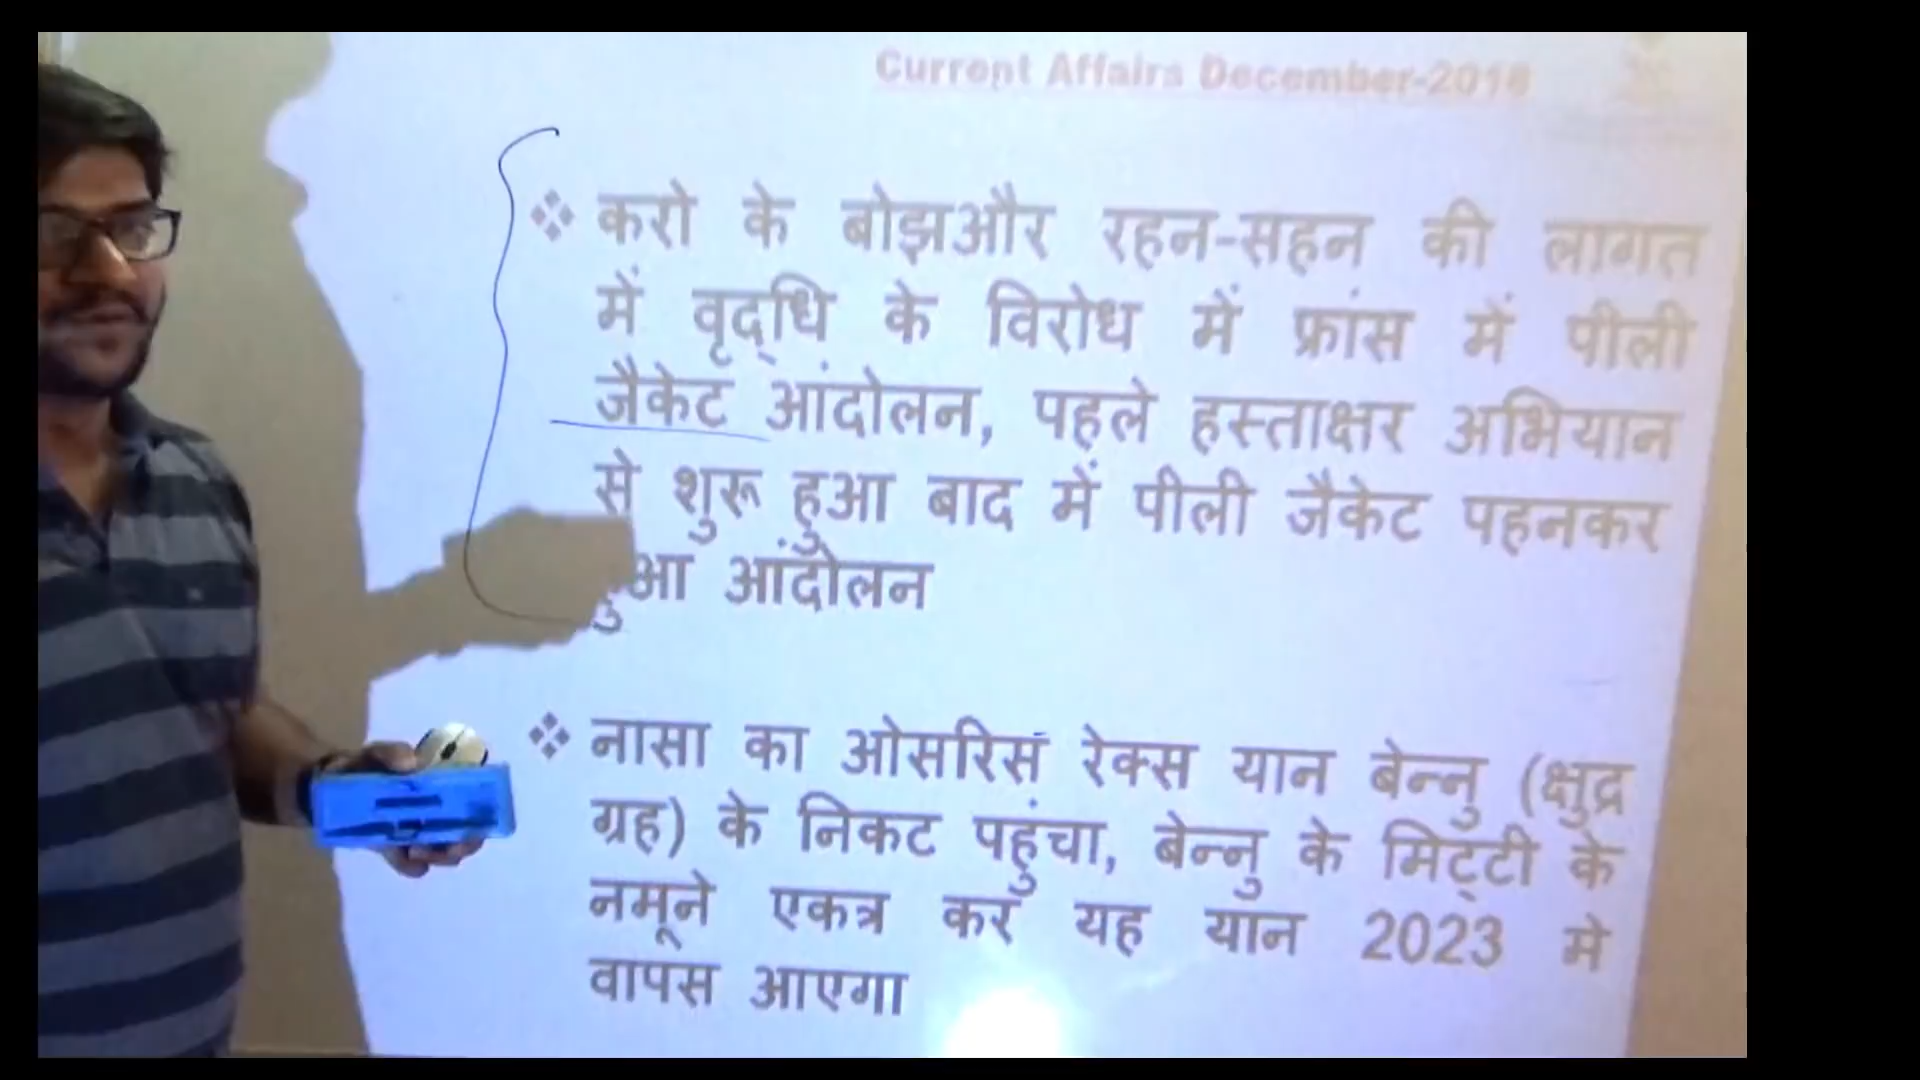 Current Affairs December-2018
करो के बोझऔर रहन-सहन की लागत
में वृद्धि के विरोध में फ्रांस में पीली
जैकेट आंदोलन, पहले हस्ताक्षर अभियान
से शुरू हुआ बाद में पीली जैकेट पहनकर
हुआ आंदोलन
नासा का ओसरिस रेक्स यान बेन्नु (क्षुद्र
ग्रह) के निकट पहुंचा, बेन्नु के मिट्टी के
नमूने एकत्र कर यह यान 2023 मे
वापस आएगा